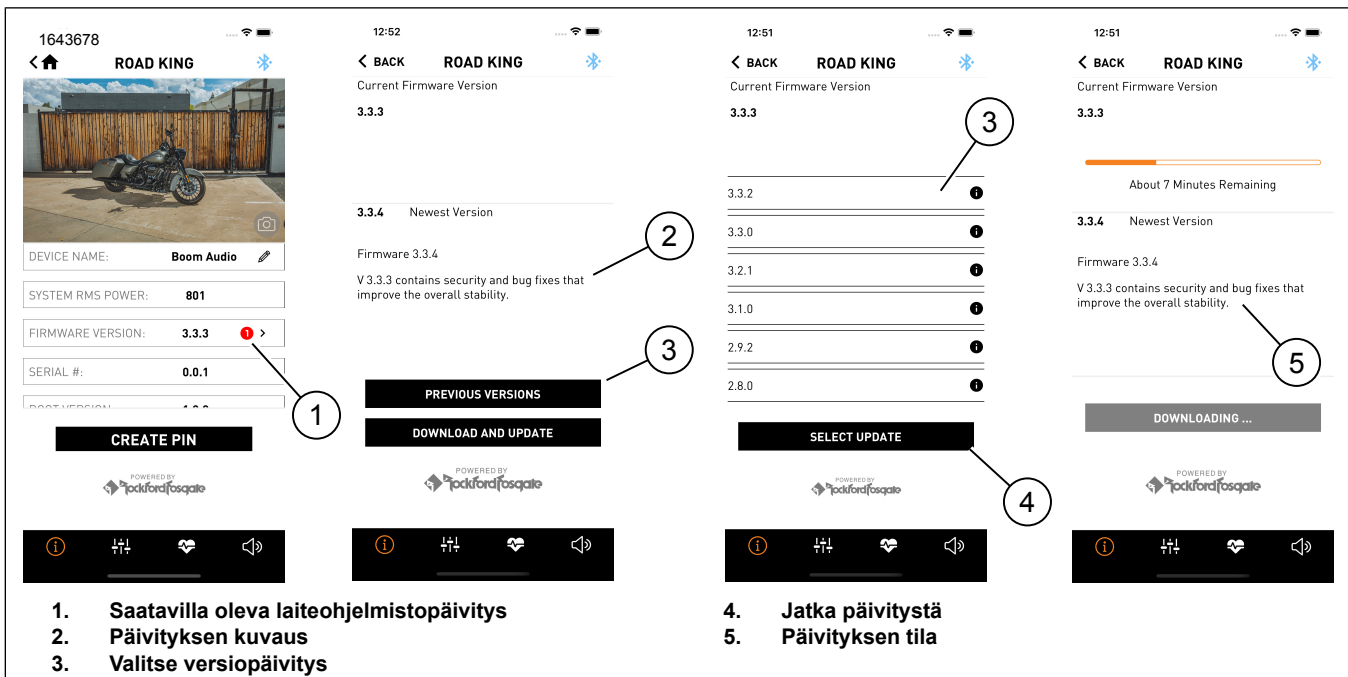 1643678
ROAD KING
DEVICE NAME: Boom Audio
SYSTEM RMS POWER: 801
FIRMWARE VERSION: 3.3.3 1
SERIAL #: 0.0.1
BOOT VERSION
1
CREATE PIN
POWERED BY
Rockford Fosgate
12:52
BACK ROAD KING
Current Firmware Version
3.3.3
3.3.4 Newest Version
Firmware 3.3.4
V 3.3.3 contains security and bug fixes that
improve the overall stability.
2
3
PREVIOUS VERSIONS
DOWNLOAD AND UPDATE
POWERED BY
Rockford Fosgate
12:51
BACK ROAD KING
Current Firmware Version
3.3.3
3
3.3.2
3.3.0
3.2.1
3.1.0
2.9.2
2.8.0
SELECT UPDATE
4
POWERED BY
Rockford Fosgate
12:51
BACK ROAD KING
Current Firmware Version
3.3.3
About 7 Minutes Remaining
3.3.4 Newest Version
Firmware 3.3.4
V 3.3.3 contains security and bug fixes that
improve the overall stability.
5
DOWNLOADING ...
POWERED BY
Rockford Fosgate
1. Saatavilla oleva laiteohjelmistopäivitys
2. Päivityksen kuvaus
3. Valitse versiopäivitys
4. Jatka päivitystä
5. Päivityksen tila